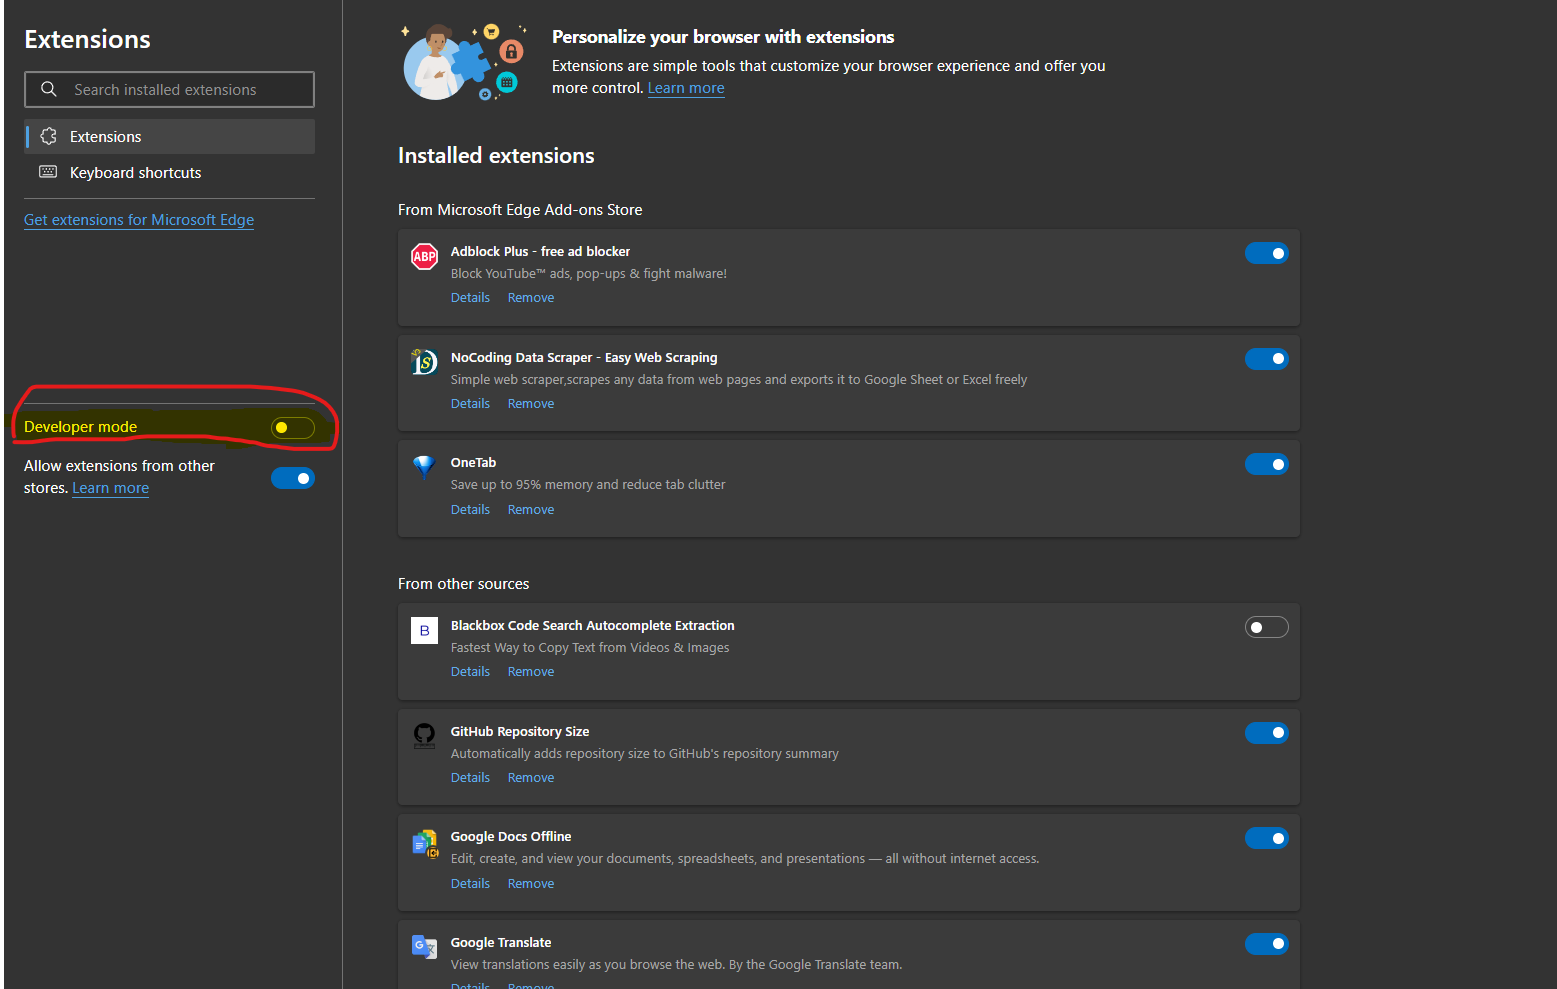 Extensions
Search installed extensions
Extensions
Keyboard shortcuts
Get extensions for Microsoft Edge
Developer mode
Allow extensions from other
stores. Learn more
Personalize your browser with extensions
Extensions are simple tools that customize your browser experience and offer you
more control. Learn more
Installed extensions
From Microsoft Edge Add-ons Store
ABP
Adblock Plus - free ad blocker
Block YouTube™ ads, pop-ups & fight malware!
Details Remove
NoCoding Data Scraper - Easy Web Scraping
Simple web scraper,scrapes any data from web pages and exports it to Google Sheet or Excel freely
Details Remove
OneTab
Save up to 95% memory and reduce tab clutter
Details Remove
From other sources
B
Blackbox Code Search Autocomplete Extraction
Fastest Way to Copy Text from Videos & Images
Details Remove
GitHub Repository Size
Automatically adds repository size to GitHub's repository summary
Details Remove
Google Docs Offline
Edit, create, and view your documents, spreadsheets, and presentations — all without internet access.
Details Remove
Google Translate
View translations easily as you browse the web. By the Google Translate team.
Details Remove